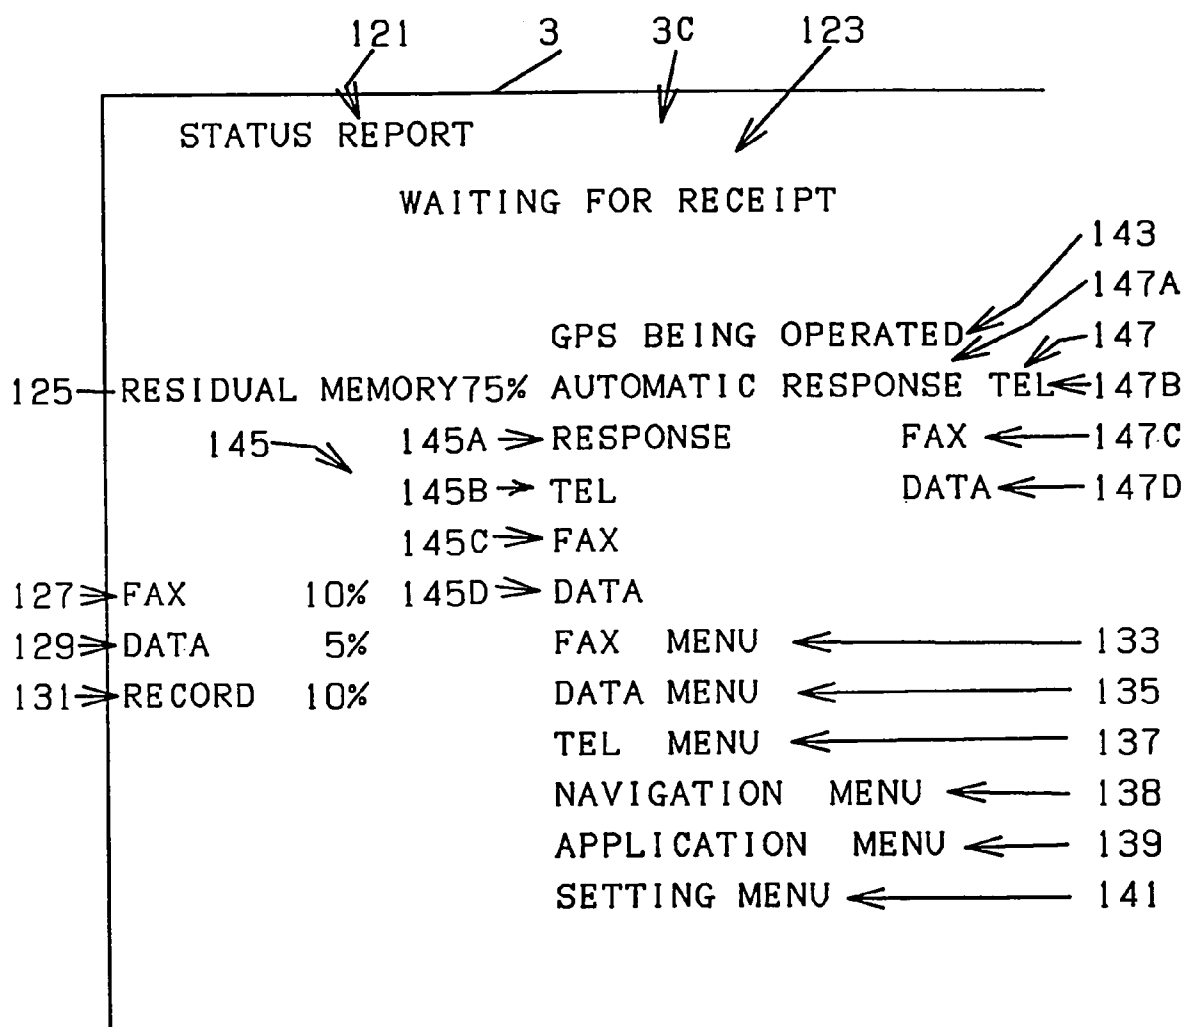 121 3 3C 123
STATUS REPORT
WAITING FOR RECEIPT
143
147A
GPS BEING OPERATED 147
125 RESIDUAL MEMORY 75% AUTOMATIC RESPONSE TEL 147B
145 145A RESPONSE FAX 147C
145B TEL DATA 147D
145C FAX
127 FAX 10% 145D DATA
129 DATA 5% FAX MENU 133
131 RECORD 10% DATA MENU 135
TEL MENU 137
NAVIGATION MENU 138
APPLICATION MENU 139
SETTING MENU 141